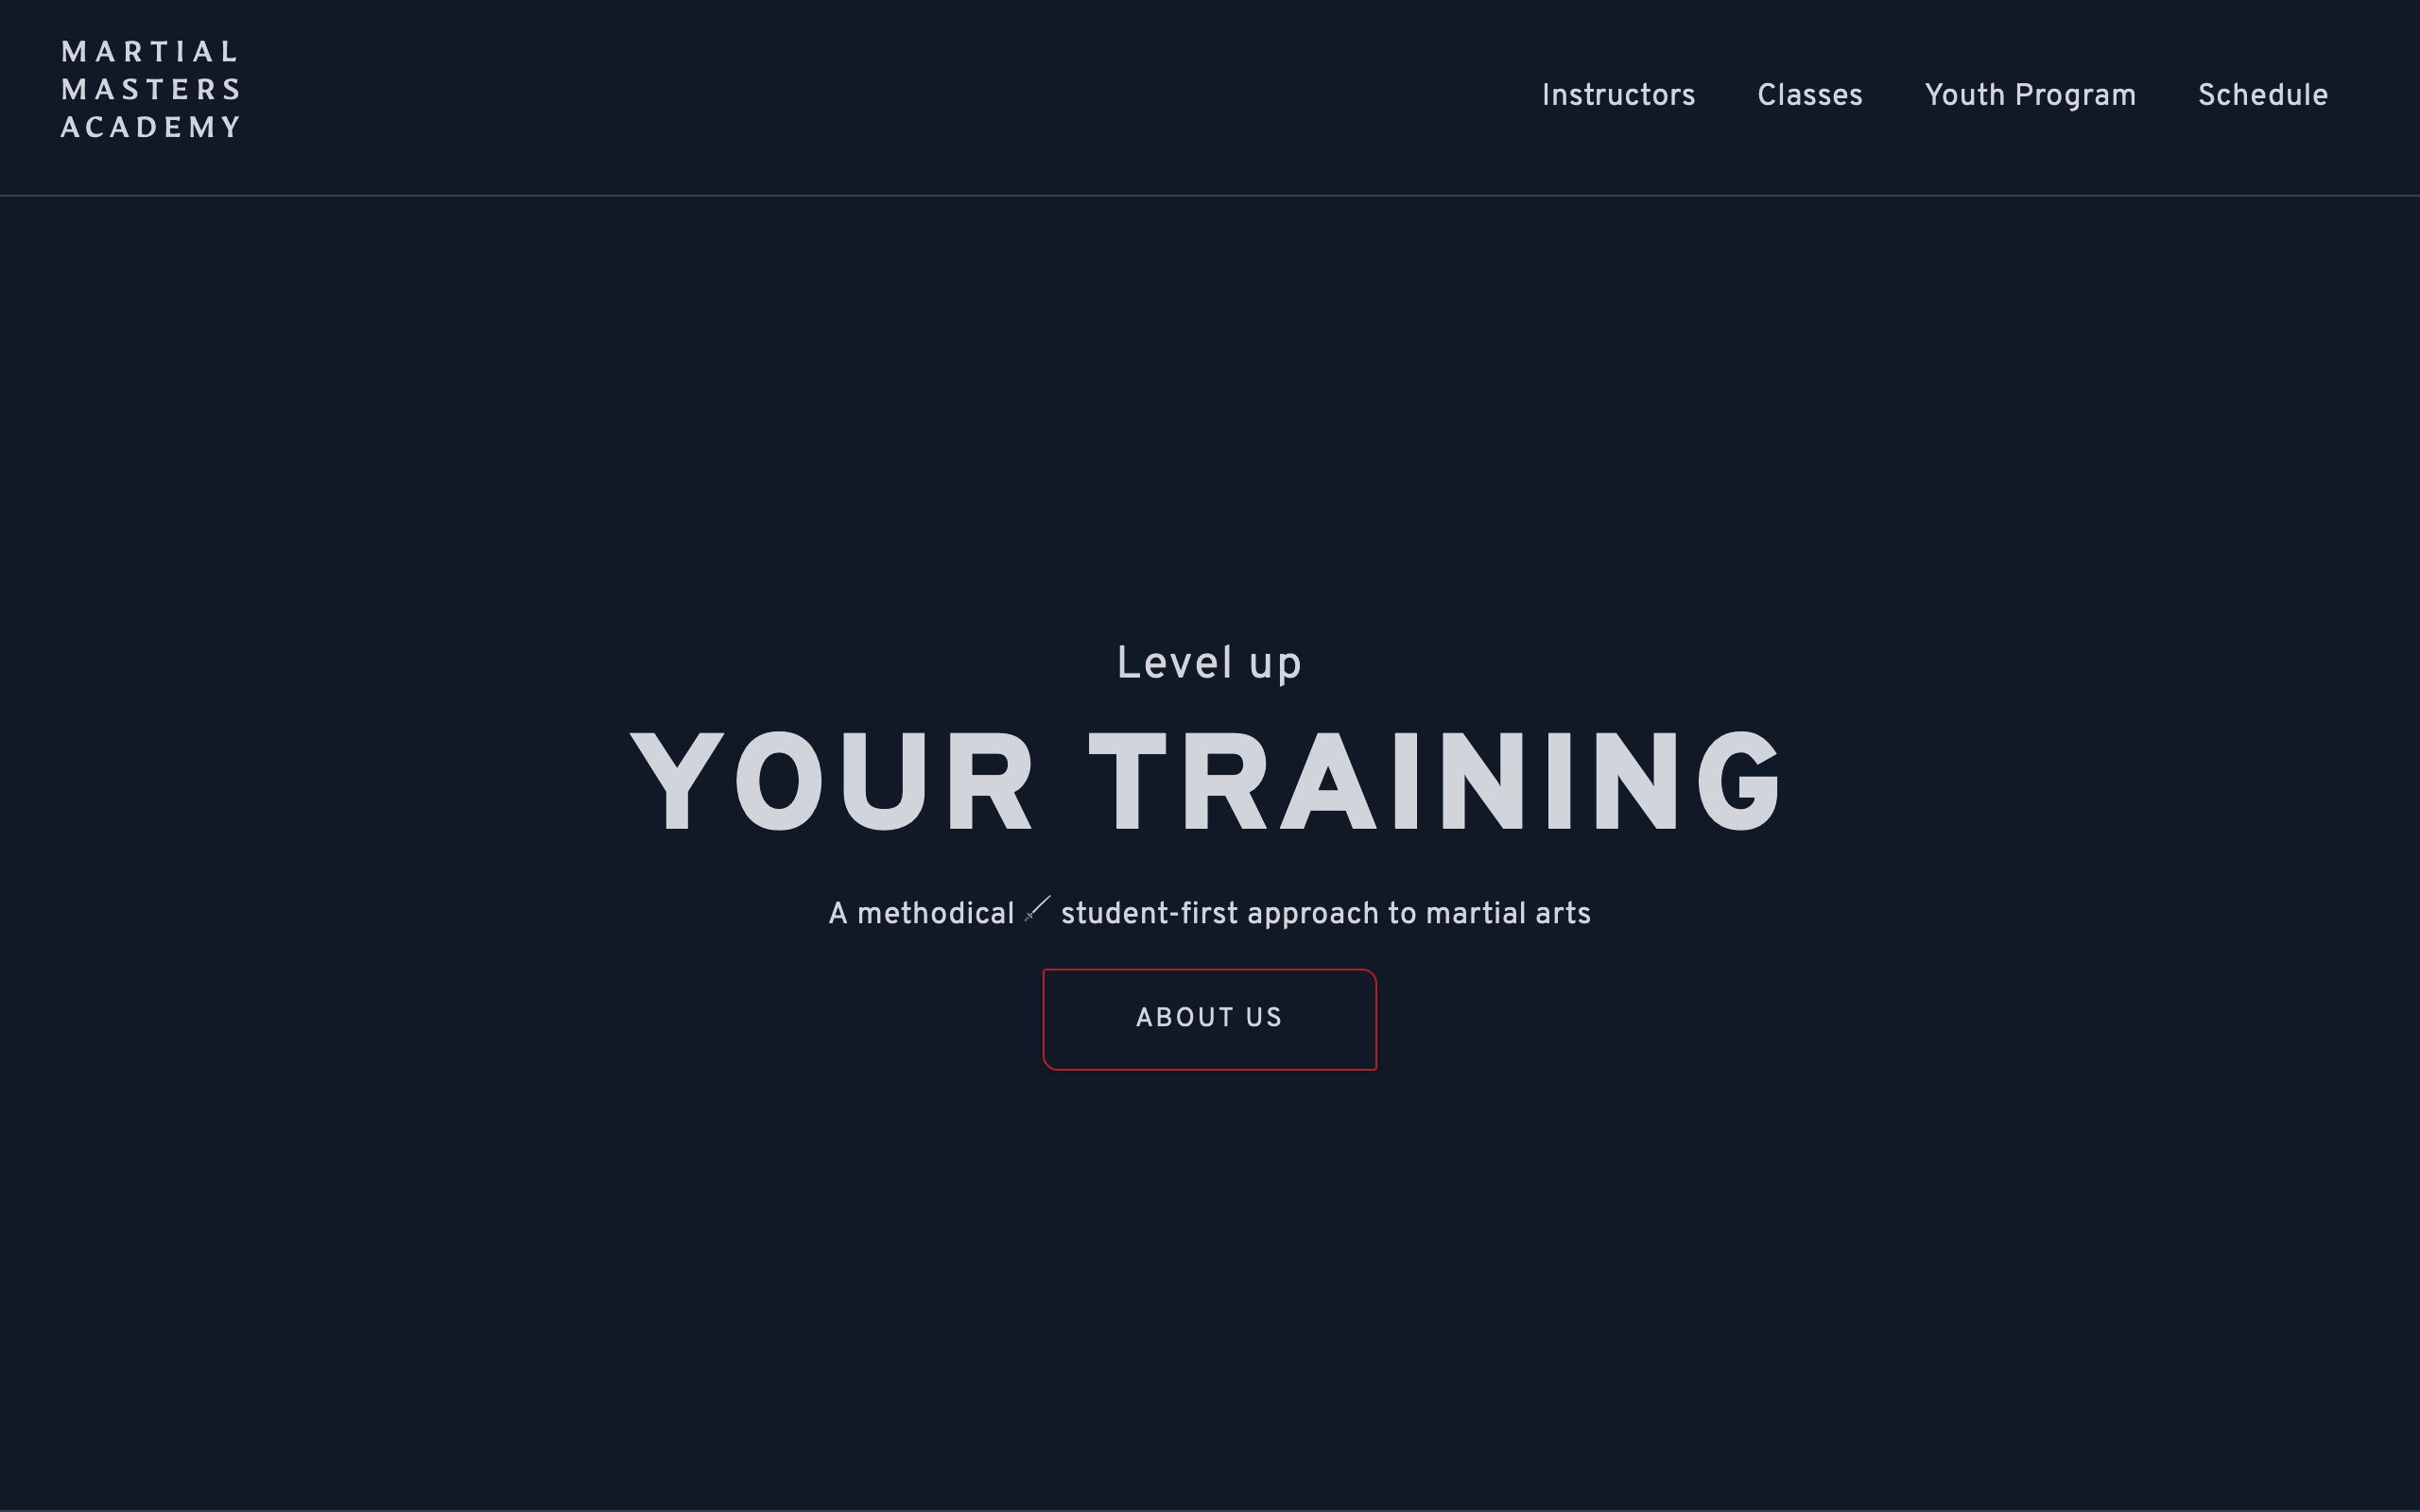 MARTIAL
MASTERS
ACADEMY
Instructors Classes Youth Program Schedule
Level up
YOUR TRAINING
A methodical student-first approach to martial arts
ABOUT US